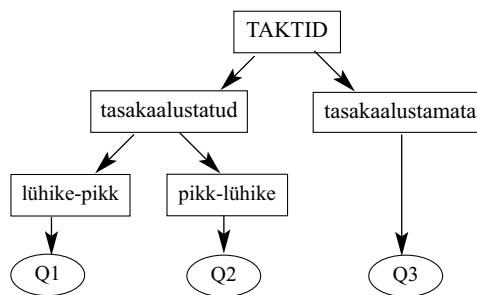 TAKTID
tasakaalustatud
tasakaalustamata
lühike-pikk
pikk-lühike
Q1
Q2
Q3